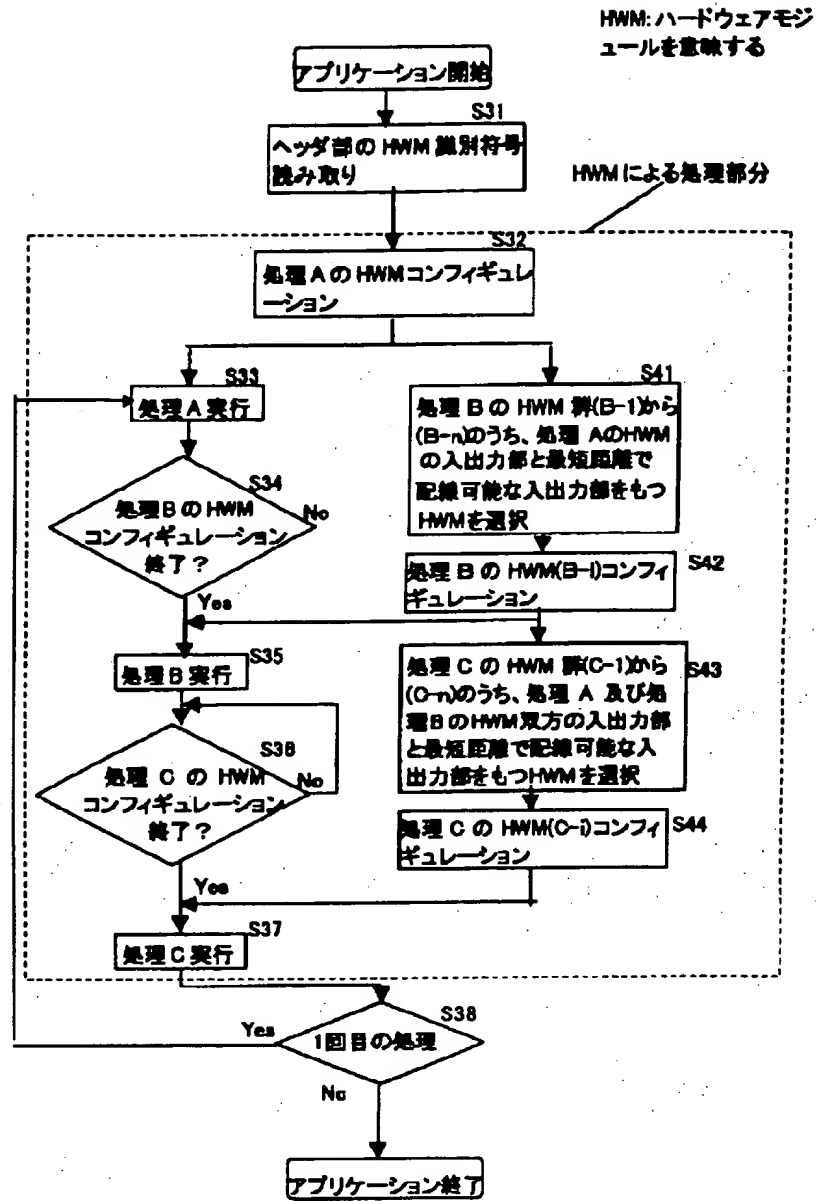 HWM: ハードウェアモジ
ュールを意映する
アプリケーション開始
S31
ヘッダ部の HWM 識別符号
読み取り
HWM による処理部分
S32
処理 A の HWM コンフィギュレ
ーション
S33
処理 A 実行
S34
処理 B の HWM
コンフィギュレーション
終了？
No
Yes
S41
処理 B の HWM 群(B-1)から
(B-n)のうち、処理 AのHWM
の入出力部と最短距離で
配線可能な入出力部をもつ
HWMを選択
S42
処理 B の HWM(B-i)コンフィ
ギュレーション
S35
処理 B 実行
S43
処理 C の HWM 群(C-1)から
(C-n)のうち、処理 A 及び処
理BのHWM双方の入出力部
と最短距離で配線可能な入
出力部をもつHWMを選択
S36
処理 C の HWM
コンフィギュレーション
終了？
No
Yes
S44
処理 C の HWM(C-i)コンフィ
ギュレーション
S37
処理 C 実行
S38
1回目の処理
Yes
No
アプリケーション終了